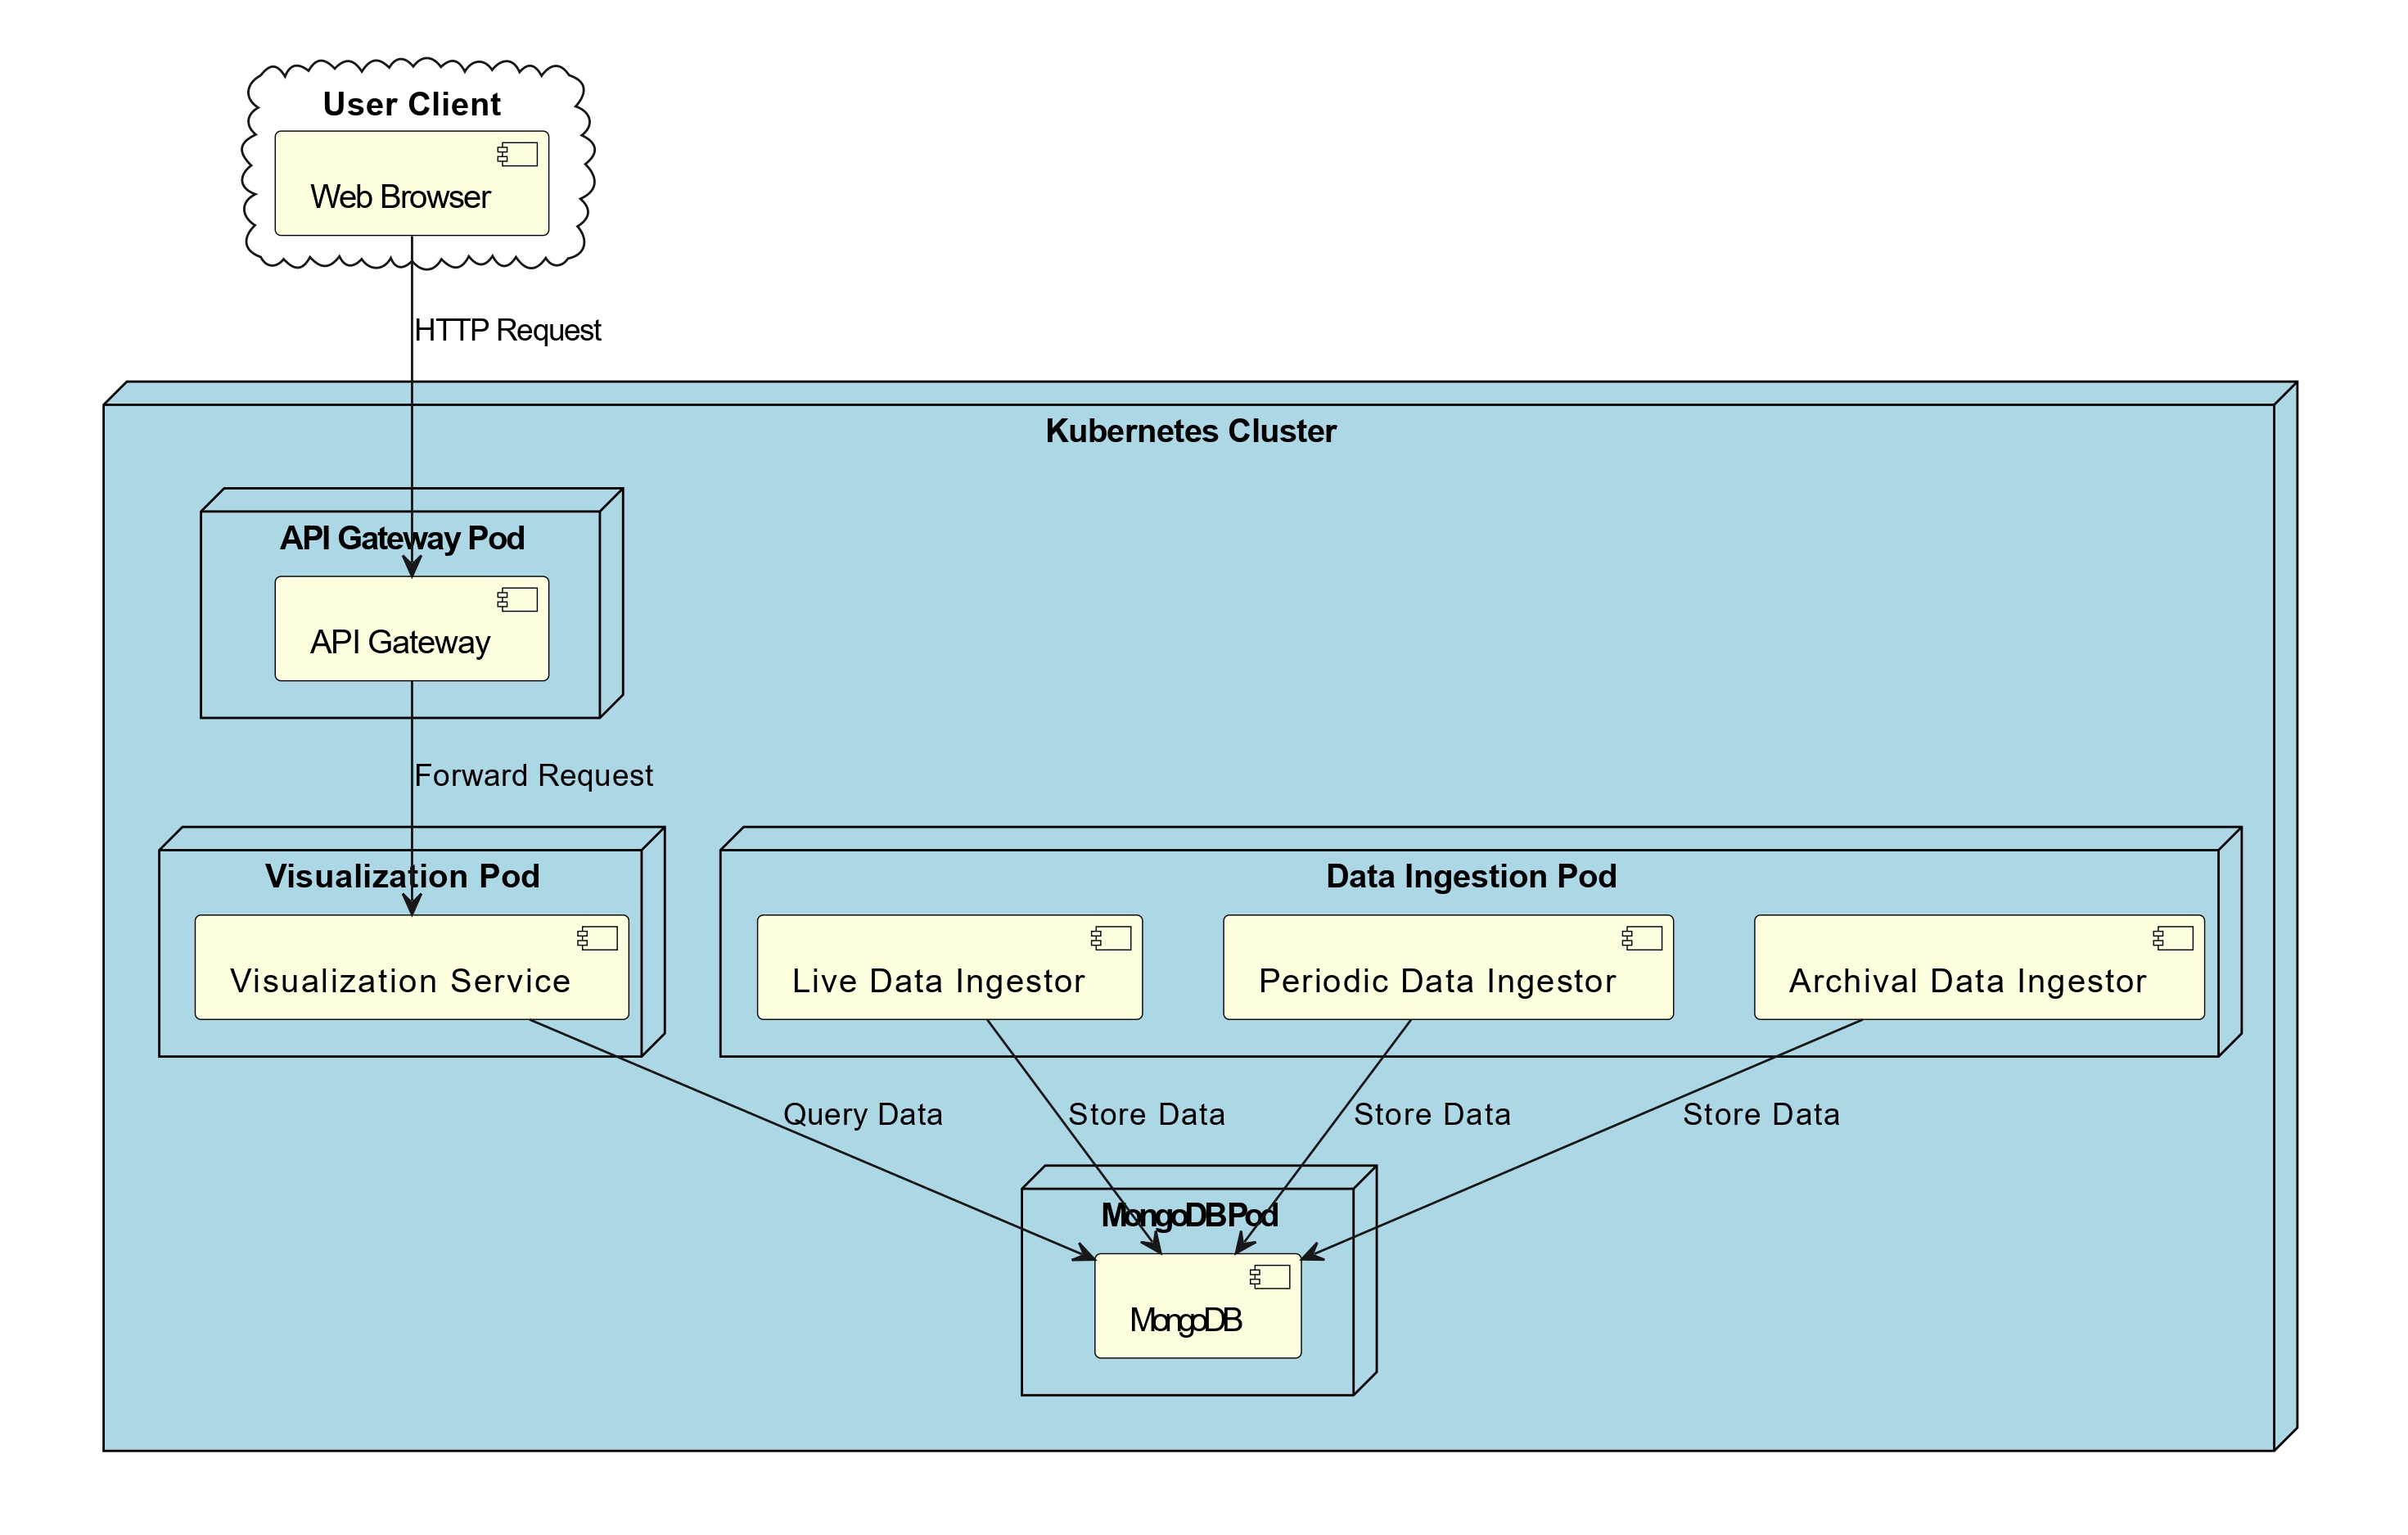 User Client
Web Browser
HTTP Request
Kubernetes Cluster
API Gateway Pod
API Gateway
Forward Request
Visualization Pod
Data Ingestion Pod
Visualization Service
Live Data Ingestor
Periodic Data Ingestor
Archival Data Ingestor
Query Data
Store Data
Store Data
Store Data
MongoDB Pod
MongoDB